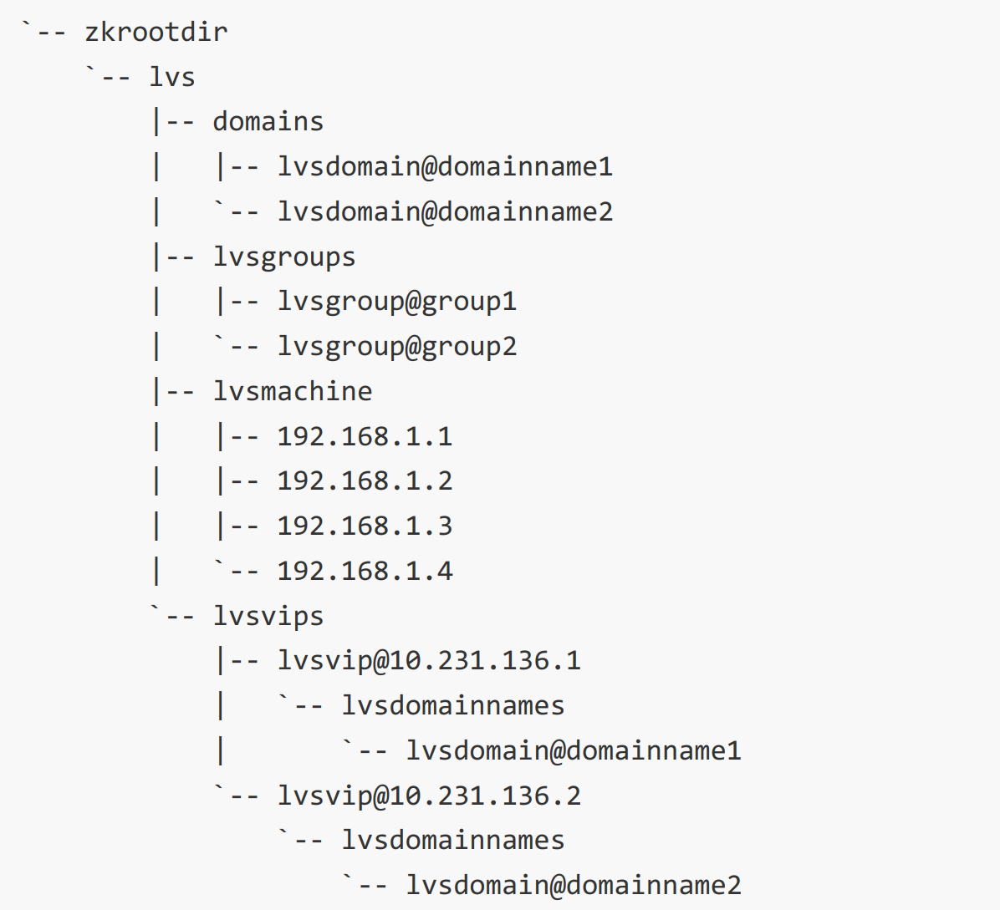 `-- zkrootdir
    `-- lvs
        |-- domains
        |   |-- lvsdomain@domainname1
        |   `-- lvsdomain@domainname2
        |-- lvsgroups
        |   |-- lvsgroup@group1
        |   `-- lvsgroup@group2
        |-- lvsmachine
        |   |-- 192.168.1.1
        |   |-- 192.168.1.2
        |   |-- 192.168.1.3
        |   `-- 192.168.1.4
        `-- lvsvips
            |-- lvsvip@10.231.136.1
            |   `-- lvsdomainnames
            |       `-- lvsdomain@domainname1
            `-- lvsvip@10.231.136.2
                `-- lvsdomainnames
                    `-- lvsdomain@domainname2